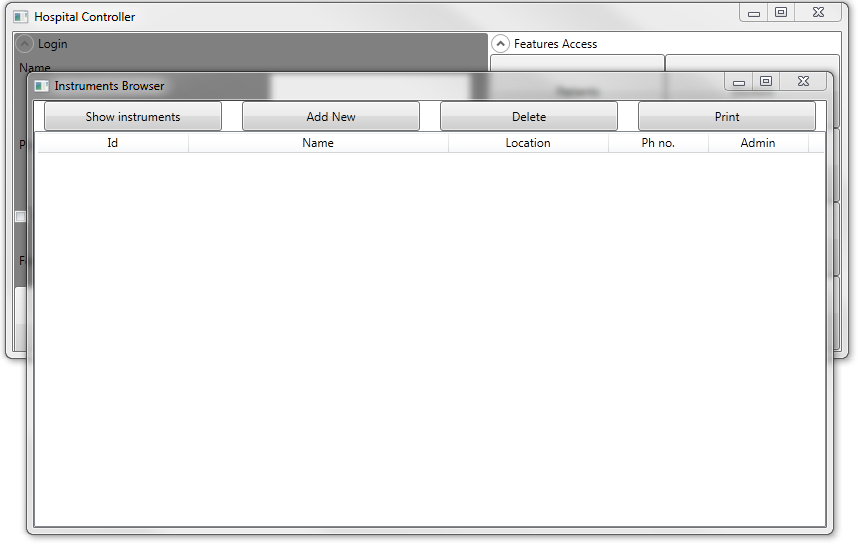 Hospital Controller
Login
Features Access
Name
Instruments Browser
Patients
Show instruments
Add New
Delete
Print
Id
Name
Location
Ph no.
Admin